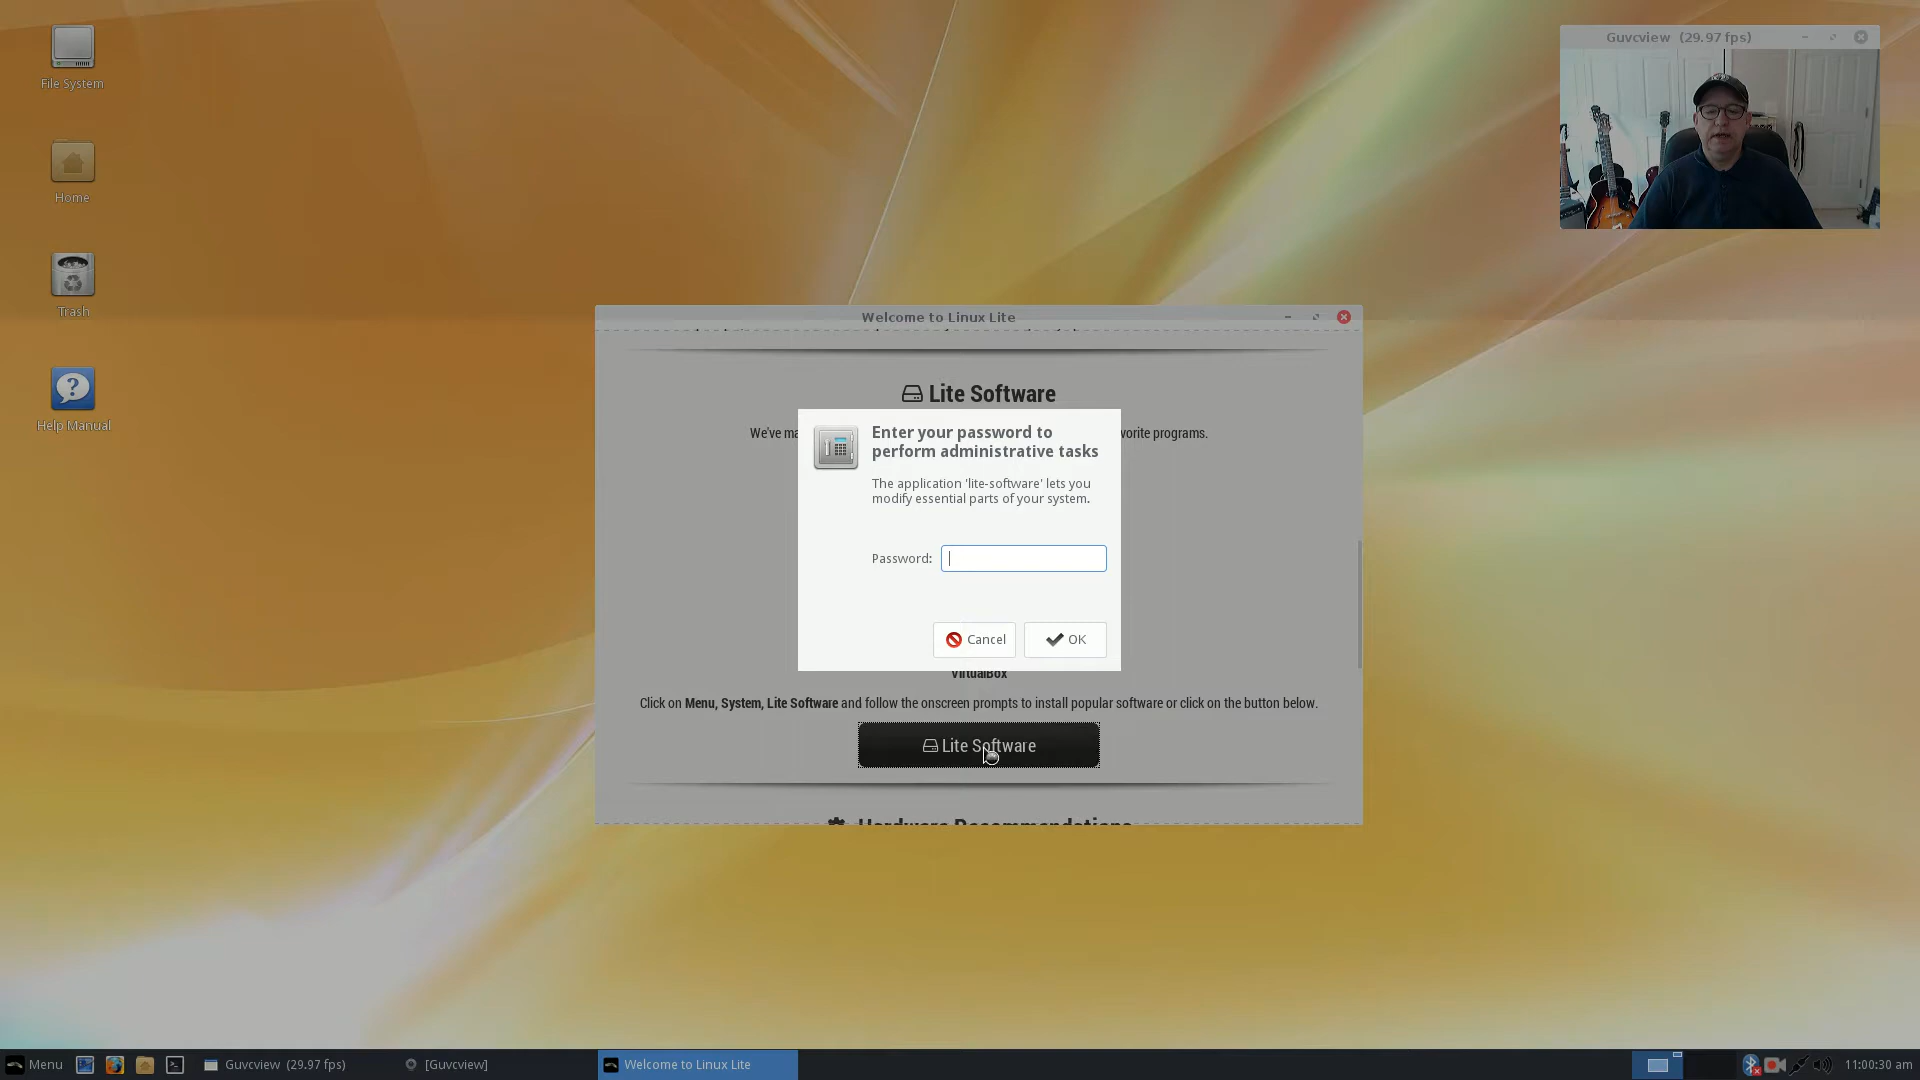 File System
Home
Trash
Help Manual
Guvcview (29.97 fps)
Welcome to Linux Lite
Lite Software
We've ma
vorite programs.
Enter your password to
perform administrative tasks
The application 'lite-software' lets you
modify essential parts of your system.
Password:
Cancel
OK
VirtualBox
Click on Menu, System, Lite Software and follow the onscreen prompts to install popular software or click on the button below.
Lite Software
Hardware Recommendations
Menu
Guvcview (29.97 fps)
[Guvcview]
Welcome to Linux Lite
11:00:30 am